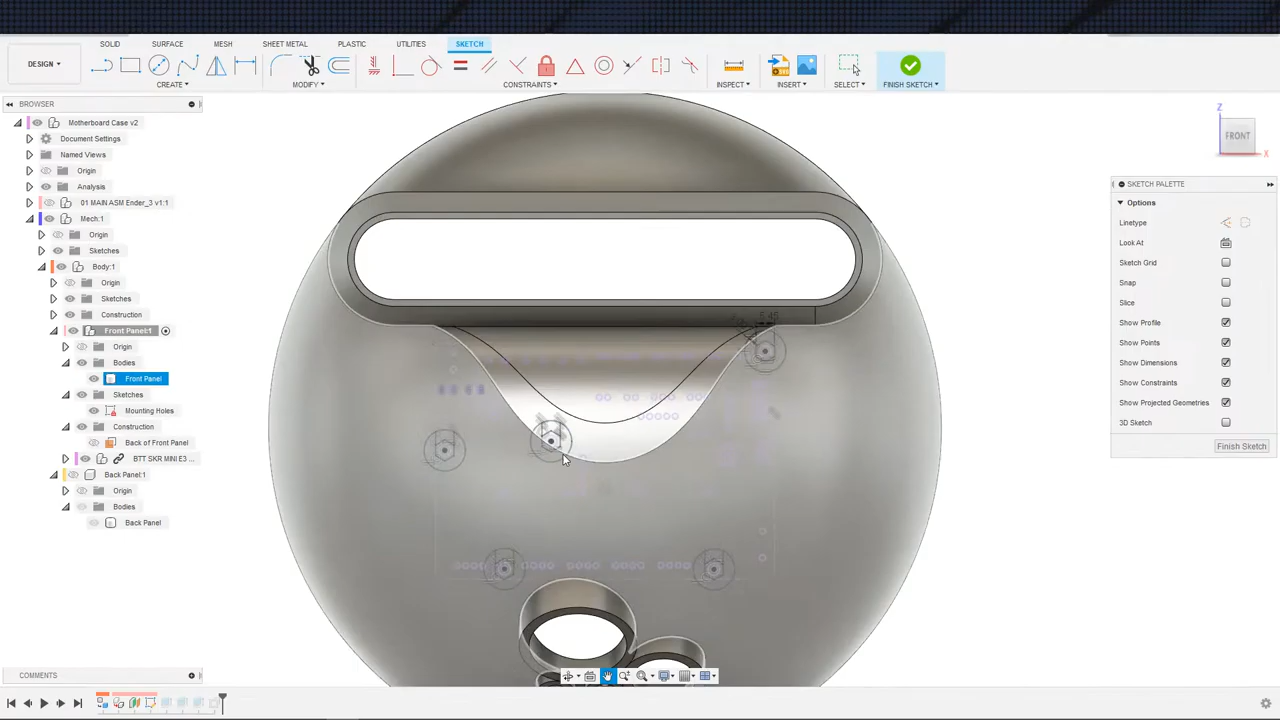 SOLID SURFACE MESH SHEET METAL PLASTIC UTILITIES SKETCH
DESIGN
CREATE MODIFY CONSTRAINTS INSPECT INSERT SELECT FINISH SKETCH
BROWSER
Motherboard Case v2
Document Settings
Named Views
Origin
Analysis
01 MAIN ASM Ender_3 v1:1
Mech:1
Origin
Sketches
Body:1
Origin
Sketches
Construction
Front Panel:1
Origin
Bodies
Front Panel
Sketches
Mounting Holes
Construction
Back of Front Panel
BTT SKR MINI E3 ...
Back Panel:1
Origin
Bodies
Back Panel
COMMENTS
5.45
Z
FRONT
X
SKETCH PALETTE
Options
Linetype
Look At
Sketch Grid
Snap
Slice
Show Profile
Show Points
Show Dimensions
Show Constraints
Show Projected Geometries
3D Sketch
Finish Sketch